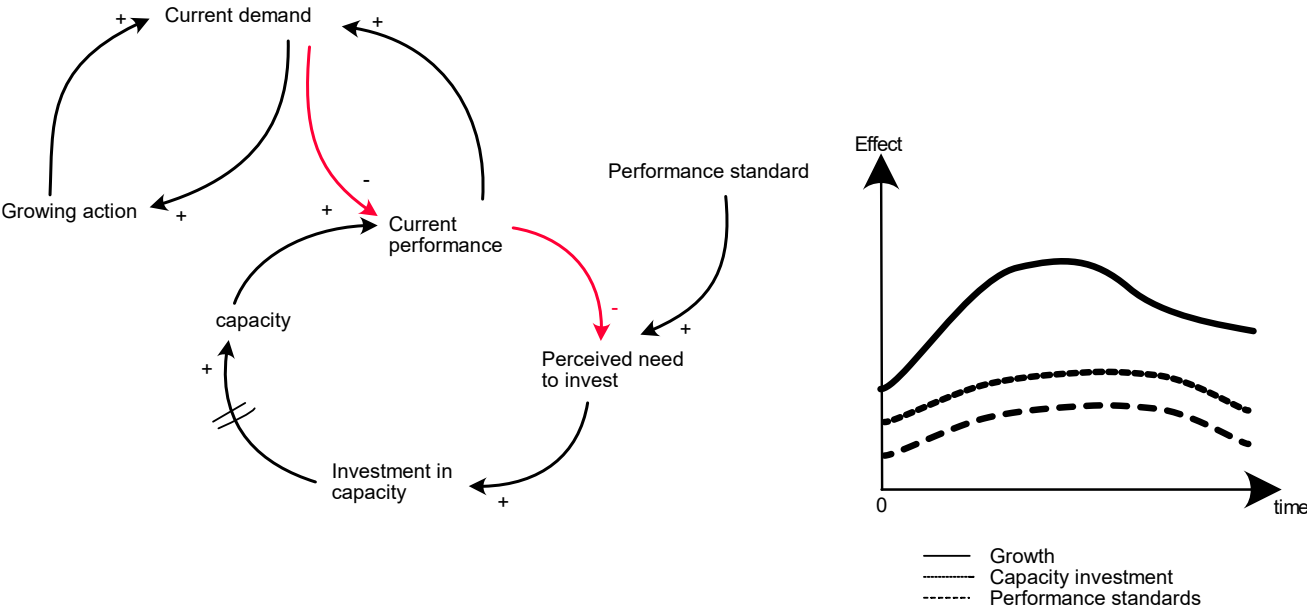 +
Current demand
+
Growing action
+
-
+
Current
performance
Performance standard
-
+
capacity
+
Perceived need
to invest
Investment in
capacity
+
Effect
0
time
Growth
Capacity investment
Performance standards